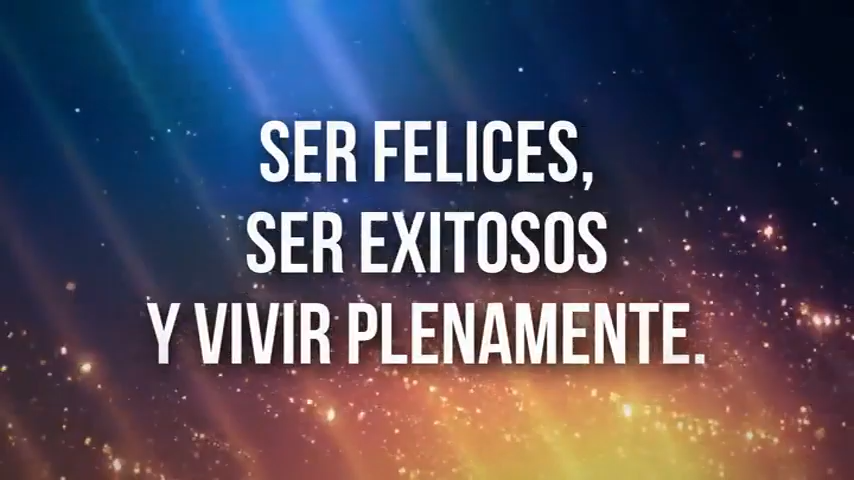 SER FELICES,
SER EXITOSOS
Y VIVIR PLENAMENTE.